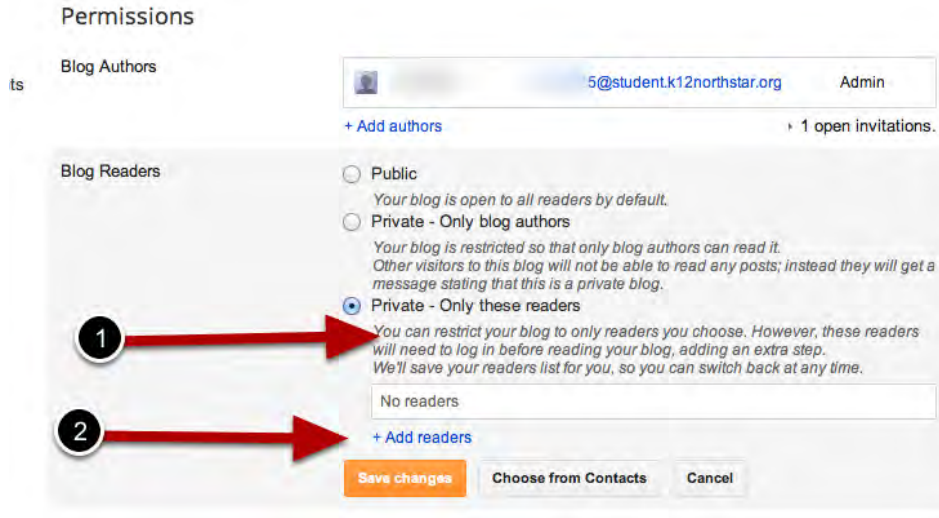 Permissions
its
Blog Authors
5@student.k12northstar.org Admin
+ Add authors
1 open invitations.
Blog Readers
Public
Your blog is open to all readers by default.
Private - Only blog authors
Your blog is restricted so that only blog authors can read it.
Other visitors to this blog will not be able to read any posts; instead they will get a
message stating that this is a private blog.
Private - Only these readers
1
You can restrict your blog to only readers you choose. However, these readers
will need to log in before reading your blog, adding an extra step.
We'll save your readers list for you, so you can switch back at any time.
No readers
2
+ Add readers
Save changes Choose from Contacts Cancel